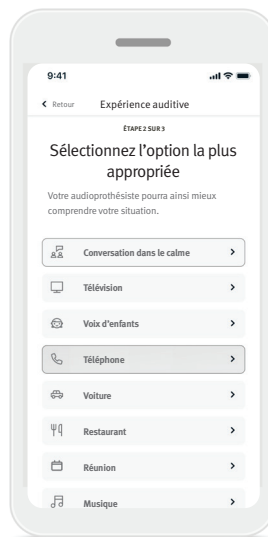 9:41
Retour
Expérience auditive
ÉTAPE 2 SUR 3
Sélectionnez l'option la plus
appropriée
Votre audioprothésiste pourra ainsi mieux
comprendre votre situation.
Conversation dans le calme
Télévision
Voix d'enfants
Téléphone
Voiture
Restaurant
Réunion
Musique